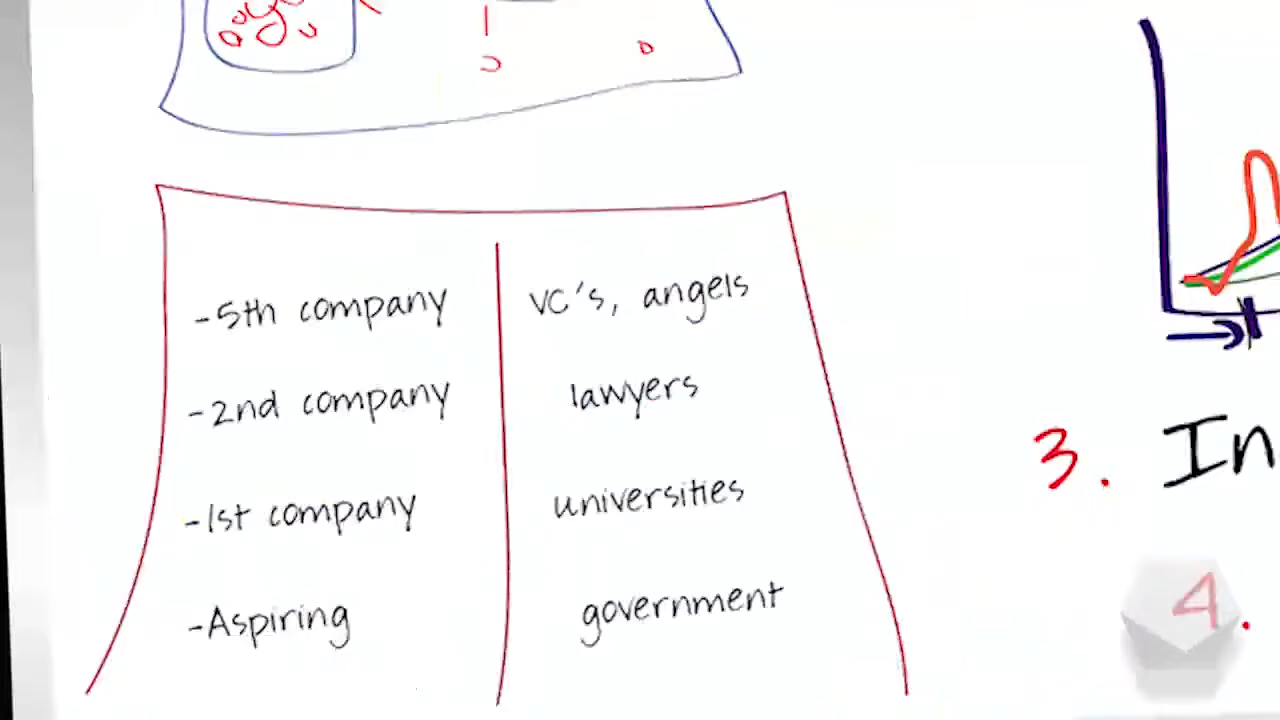 -5th company
-2nd company
-1st company
-Aspiring
VC's, angels
lawyers
universities
government
3. In
4.